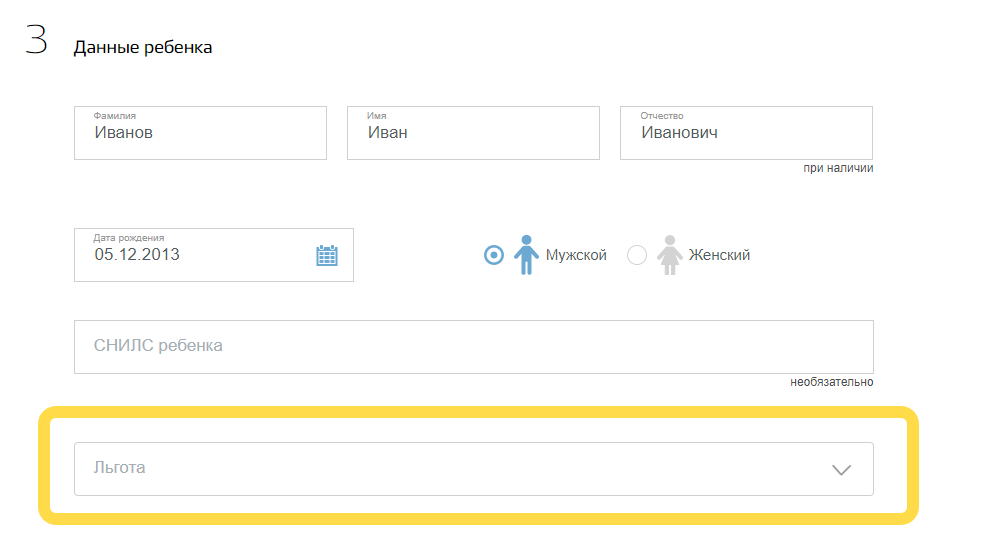 3 Данные ребенка
Фамилия Имя Отчество
Иванов Иван Иванович
при наличии
Дата рождения
05.12.2013 Мужской Женский
СНИЛС ребенка
необязательно
Льгота